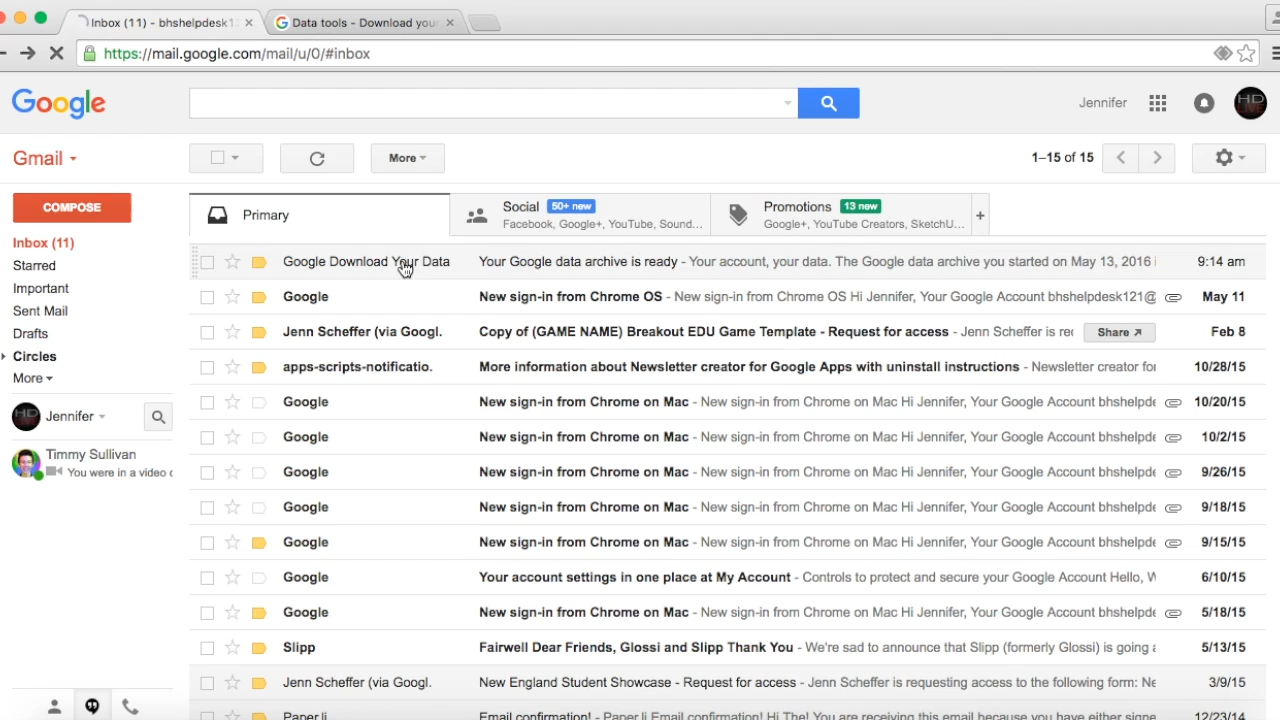 Inbox (11) - bhshelpdesk12
Data tools - Download your
https://mail.google.com/mail/u/0/#inbox
Google
Jennifer
HD
Gmail
More
1–15 of 15
COMPOSE
Primary
Social 50+ new
Facebook, Google+, YouTube, Sound...
Promotions 13 new
Google+, YouTube Creators, SketchU...
+
Inbox (11)
Starred
Important
Sent Mail
Drafts
Circles
More
HD Jennifer
Timmy Sullivan
You were in a video c
Google Download Your Data Your Google data archive is ready - Your account, your data. The Google data archive you started on May 13, 2016 9:14 am
Google New sign-in from Chrome OS - New sign-in from Chrome OS Hi Jennifer, Your Google Account bhshelpdesk121@ May 11
Jenn Scheffer (via Googl. Copy of (GAME NAME) Breakout EDU Game Template - Request for access - Jenn Scheffer is rec Share Feb 8
apps-scripts-notificatio. More information about Newsletter creator for Google Apps with uninstall instructions - Newsletter creator for 10/28/15
Google New sign-in from Chrome on Mac - New sign-in from Chrome on Mac Hi Jennifer, Your Google Account bhshelpde 10/20/15
Google New sign-in from Chrome on Mac - New sign-in from Chrome on Mac Hi Jennifer, Your Google Account bhshelpde 10/2/15
Google New sign-in from Chrome on Mac - New sign-in from Chrome on Mac Hi Jennifer, Your Google Account bhshelpde 9/26/15
Google New sign-in from Chrome on Mac - New sign-in from Chrome on Mac Hi Jennifer, Your Google Account bhshelpde 9/18/15
Google New sign-in from Chrome on Mac - New sign-in from Chrome on Mac Hi Jennifer, Your Google Account bhshelpde 9/15/15
Google Your account settings in one place at My Account - Controls to protect and secure your Google Account Hello, W 6/10/15
Google New sign-in from Chrome on Mac - New sign-in from Chrome on Mac Hi Jennifer, Your Google Account bhshelpde 5/18/15
Slipp Fairwell Dear Friends, Glossi and Slipp Thank You - We're sad to announce that Slipp (formerly Glossi) is going a 5/13/15
Jenn Scheffer (via Googl. New England Student Showcase - Request for access - Jenn Scheffer is requesting access to the following form: Ne 3/9/15
Paper.li Email confirmation! - Paper.li Email confirmation! Hi The! You are receiving this email because you have either signe 12/23/14